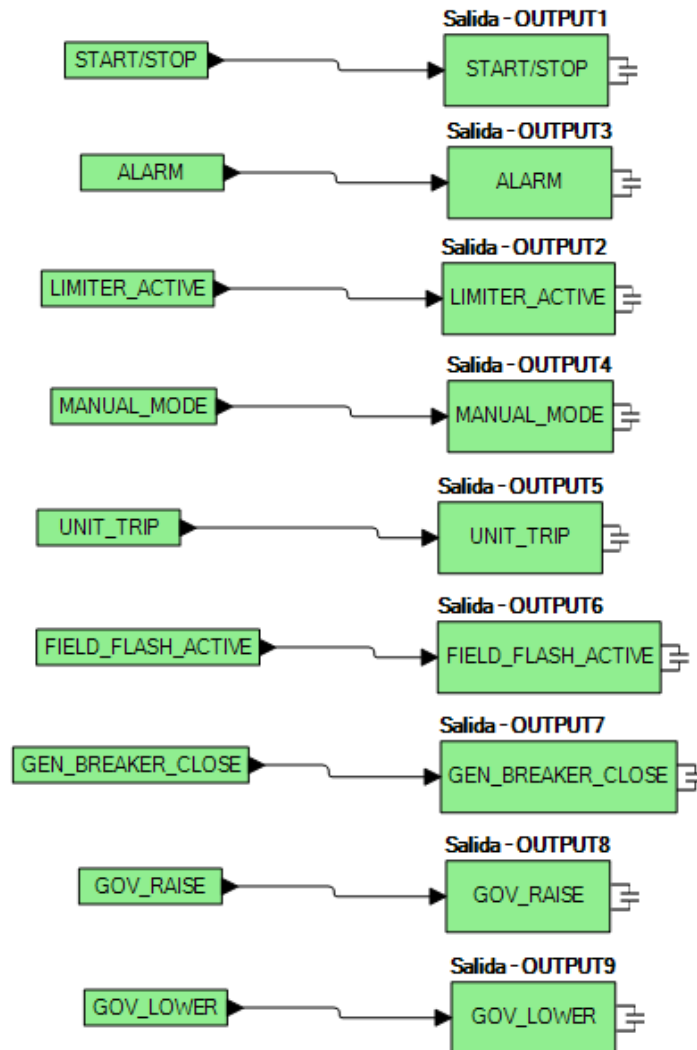 Salida - OUTPUT1
START/STOP
START/STOP
Salida - OUTPUT3
ALARM
ALARM
Salida - OUTPUT2
LIMITER_ACTIVE
LIMITER_ACTIVE
Salida - OUTPUT4
MANUAL_MODE
MANUAL_MODE
Salida - OUTPUT5
UNIT_TRIP
UNIT_TRIP
Salida - OUTPUT6
FIELD_FLASH_ACTIVE
FIELD_FLASH_ACTIVE
Salida - OUTPUT7
GEN_BREAKER_CLOSE
GEN_BREAKER_CLOSE
Salida - OUTPUT8
GOV_RAISE
GOV_RAISE
Salida - OUTPUT9
GOV_LOWER
GOV_LOWER